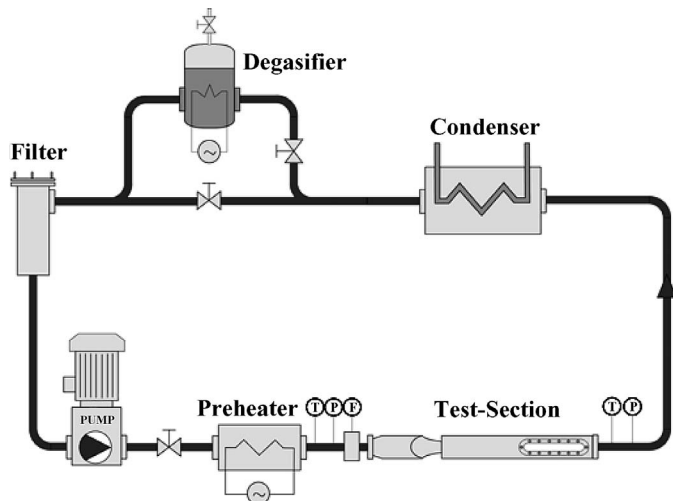 Degasifier
Condenser
Filter
PUMP
Preheater
T P F
Test-Section
T P